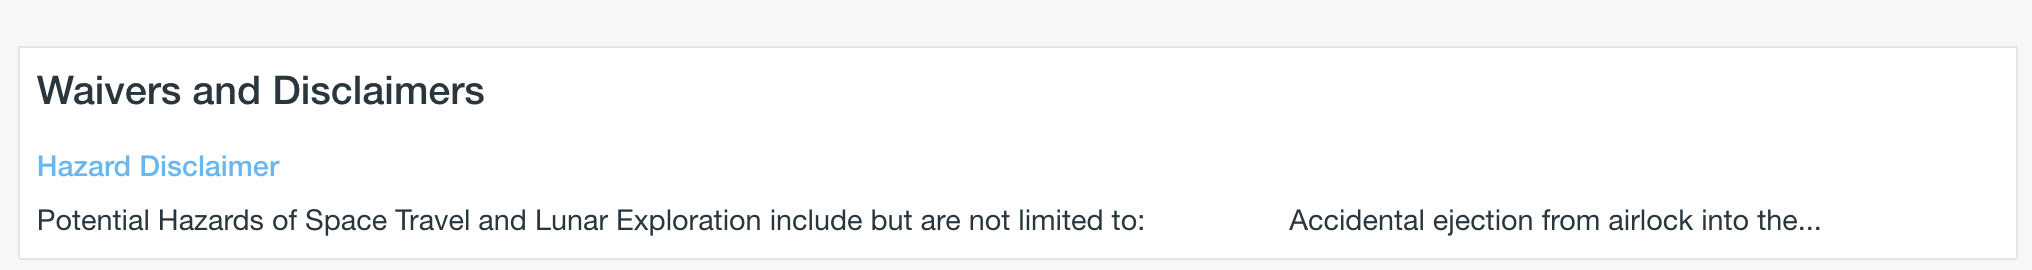 Waivers and Disclaimers
Hazard Disclaimer
Potential Hazards of Space Travel and Lunar Exploration include but are not limited to: Accidental ejection from airlock into the...